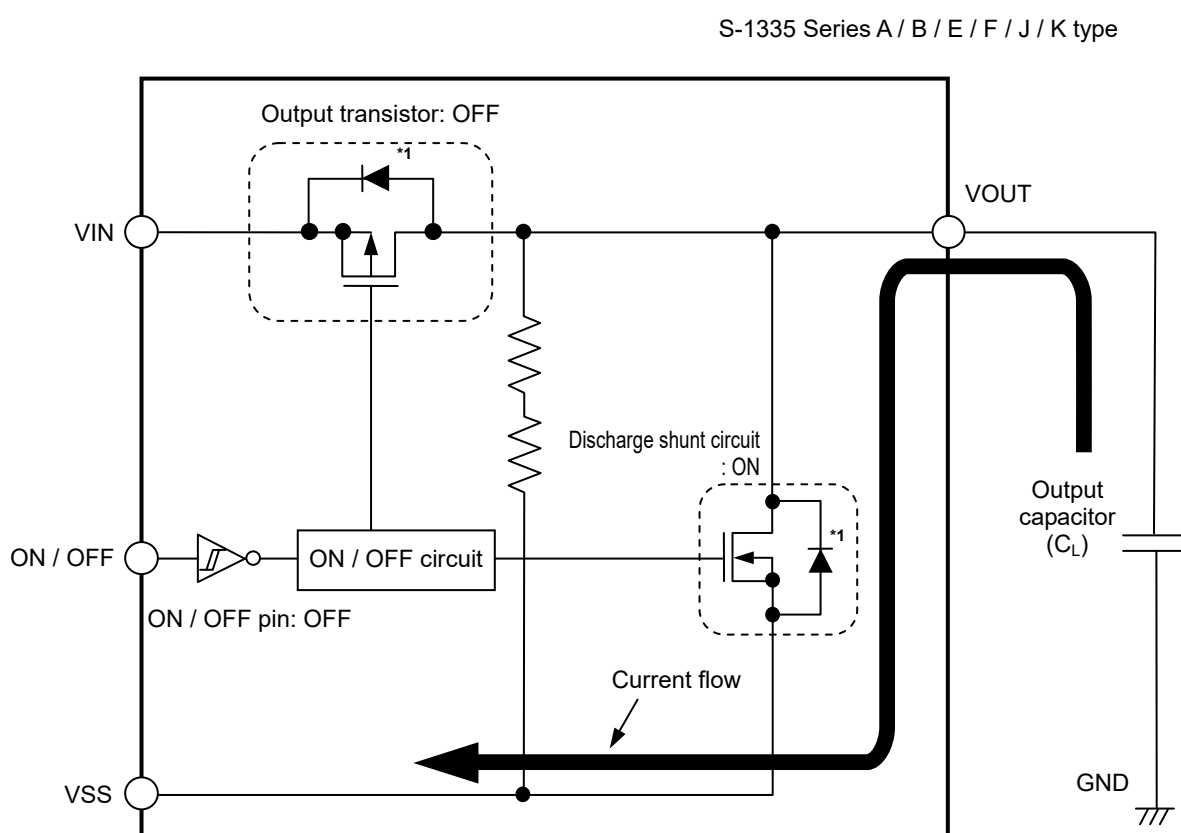 S-1335 Series A / B / E / F / J / K type
Output transistor: OFF
*1
VIN
VOUT
Discharge shunt circuit
: ON
*1
Output
capacitor
(CL)
ON / OFF
ON / OFF circuit
ON / OFF pin: OFF
Current flow
VSS
GND